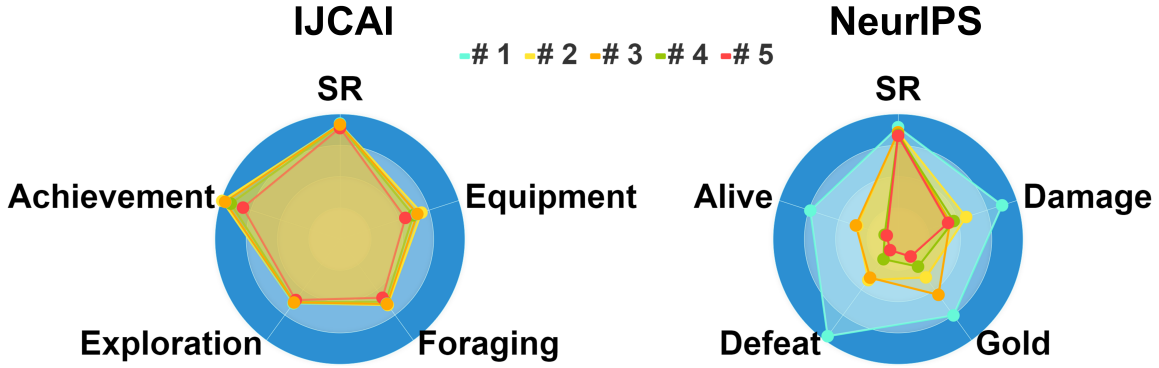 IJCAI
NeurIPS
# 1 # 2 # 3 # 4 # 5
SR
SR
Achievement
Equipment
Alive
Damage
Exploration
Foraging
Defeat
Gold